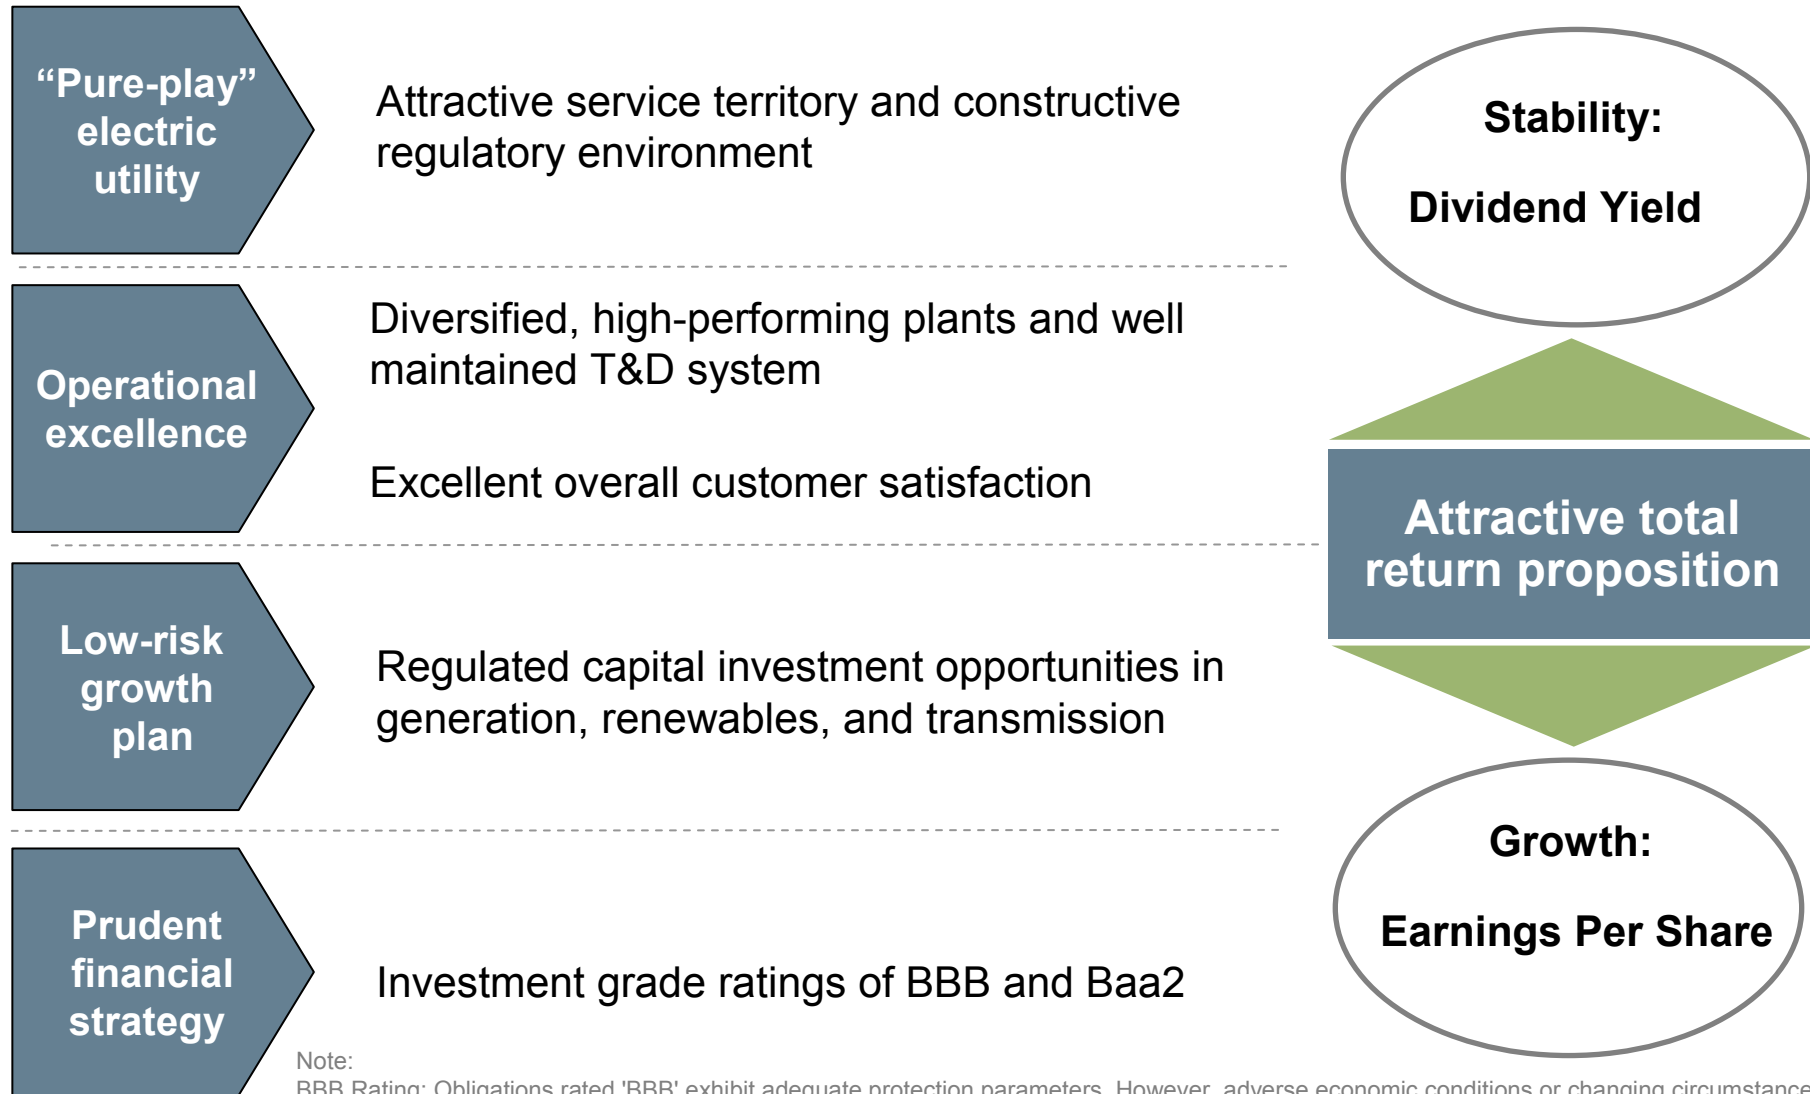 “Pure-play”
electric
utility
Attractive service territory and constructive
regulatory environment
Operational
excellence
Diversified, high-performing plants and well
maintained T&D system
Excellent overall customer satisfaction
Low-risk
growth
plan
Regulated capital investment opportunities in
generation, renewables, and transmission
Prudent
financial
strategy
Investment grade ratings of BBB and Baa2
Stability:
Dividend Yield
Attractive total
return proposition
Growth:
Earnings Per Share
Note:
BBB Rating: Obligations rated 'BBB' exhibit adequate protection parameters. However, adverse economic conditions or changing circumstance